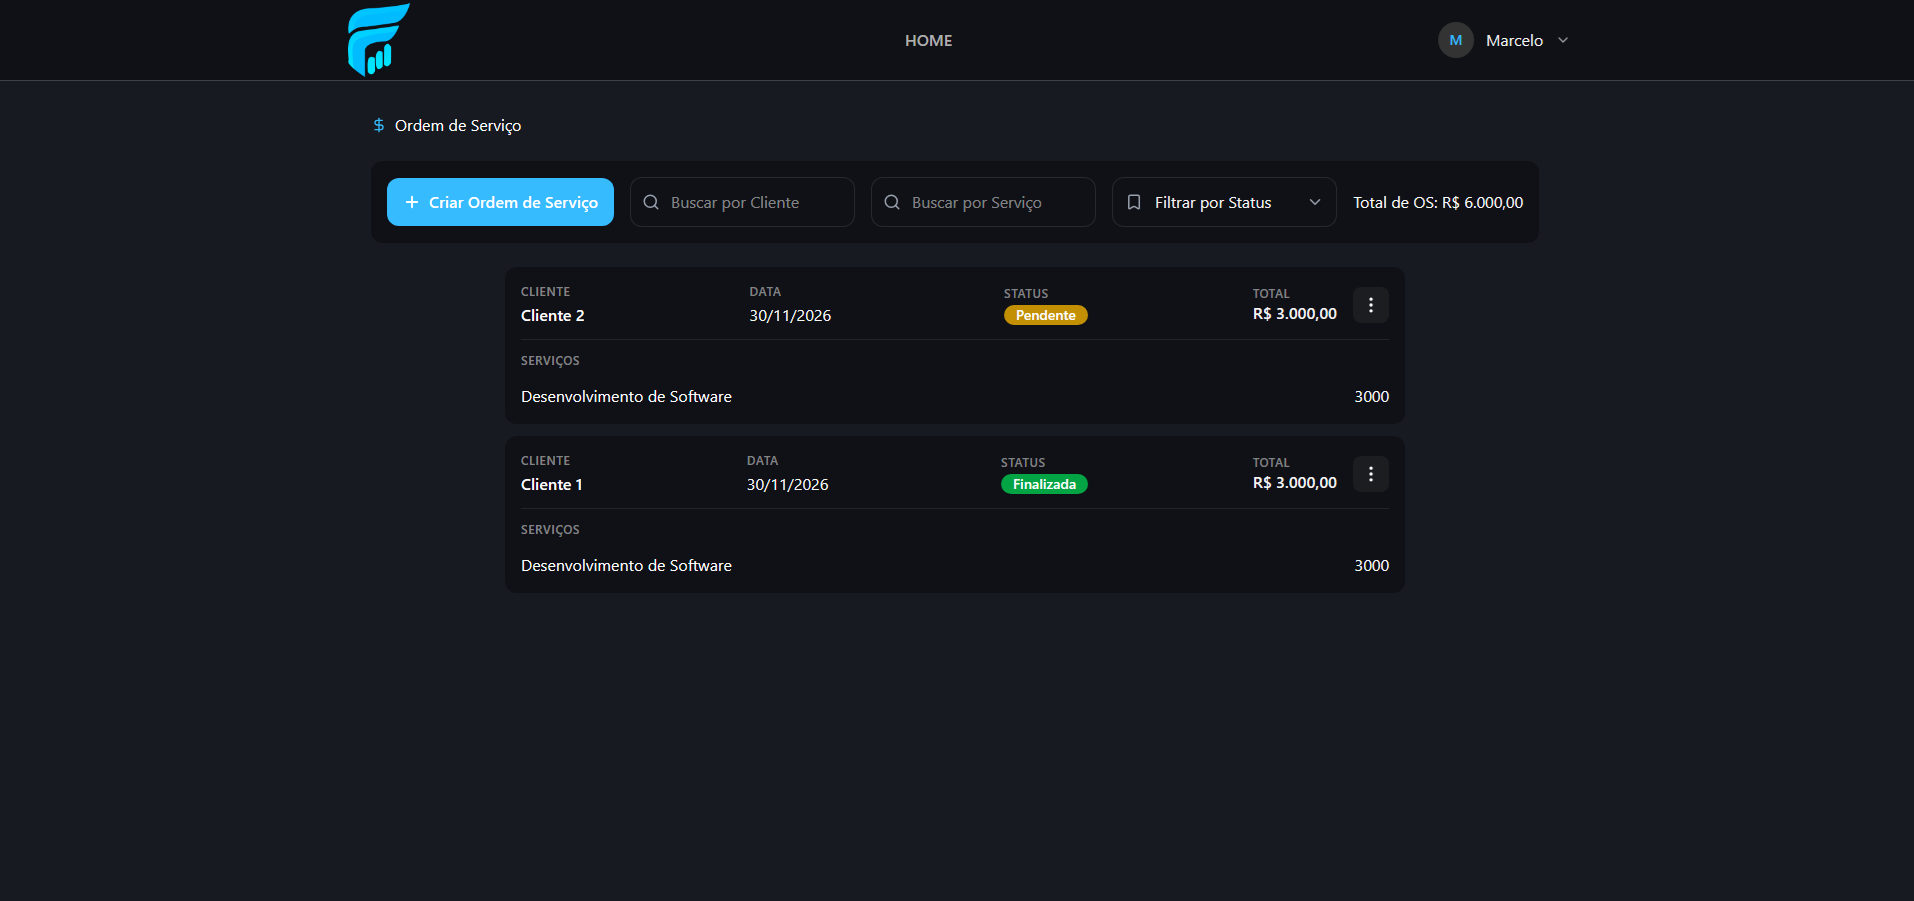 HOME
M Marcelo
$ Ordem de Serviço
+ Criar Ordem de Serviço
Buscar por Cliente
Buscar por Serviço
Filtrar por Status
Total de OS: R$ 6.000,00
CLIENTE DATA STATUS TOTAL
Cliente 2 30/11/2026 Pendente R$ 3.000,00
SERVIÇOS
Desenvolvimento de Software 3000
CLIENTE DATA STATUS TOTAL
Cliente 1 30/11/2026 Finalizada R$ 3.000,00
SERVIÇOS
Desenvolvimento de Software 3000